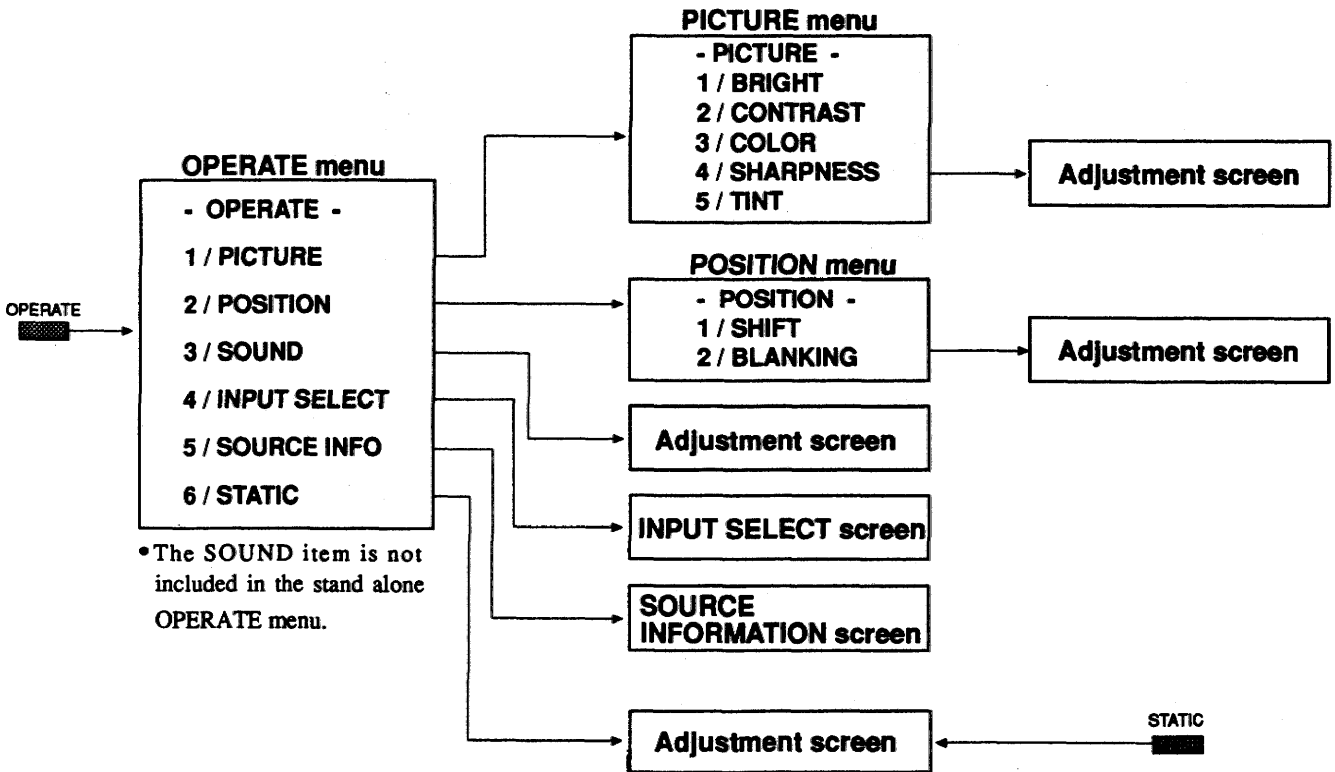 PICTURE menu
- PICTURE -
1 / BRIGHT
2 / CONTRAST
3 / COLOR
4 / SHARPNESS
5 / TINT
Adjustment screen
OPERATE menu
- OPERATE -
1 / PICTURE
2 / POSITION
3 / SOUND
4 / INPUT SELECT
5 / SOURCE INFO
6 / STATIC
OPERATE
•The SOUND item is not
included in the stand alone
OPERATE menu.
POSITION menu
- POSITION -
1 / SHIFT
2 / BLANKING
Adjustment screen
Adjustment screen
INPUT SELECT screen
SOURCE
INFORMATION screen
Adjustment screen
STATIC